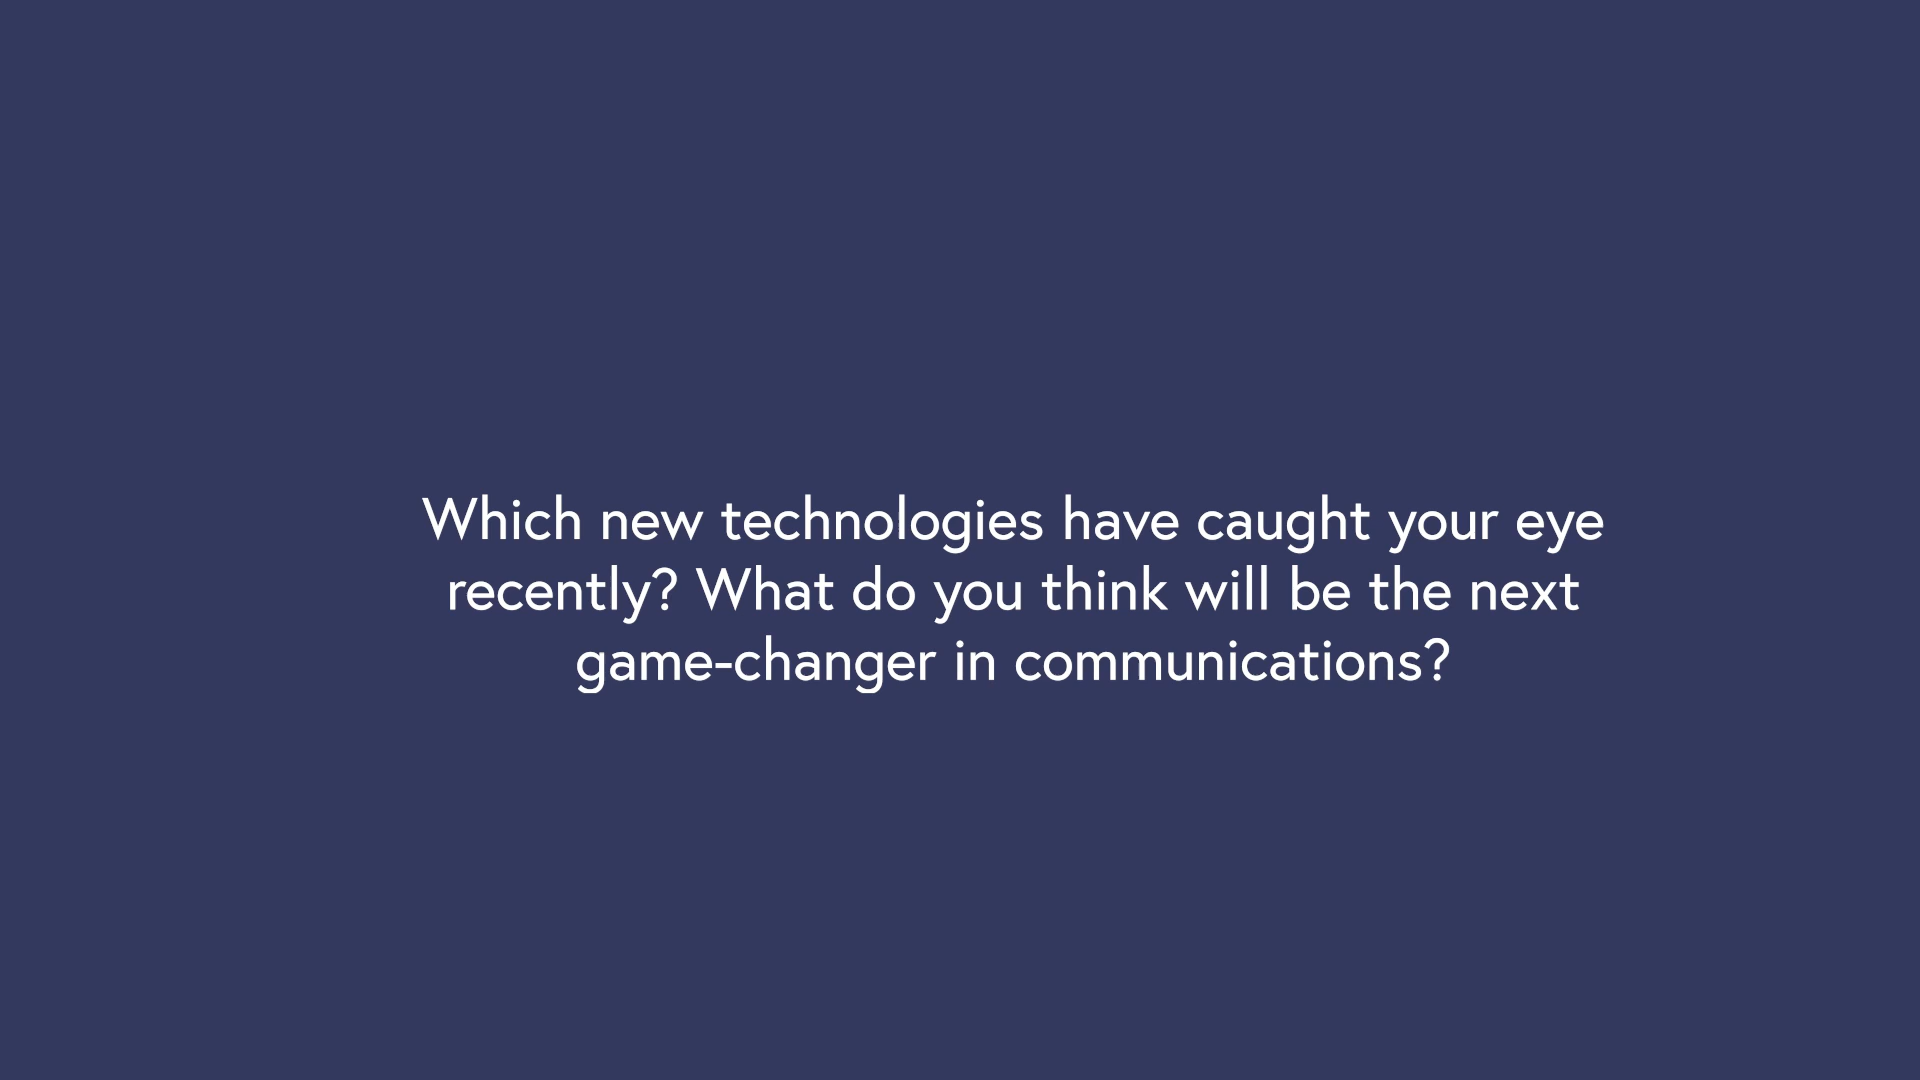 Which new technologies have caught your eye
recently? What do you think will be the next
game-changer in communications?